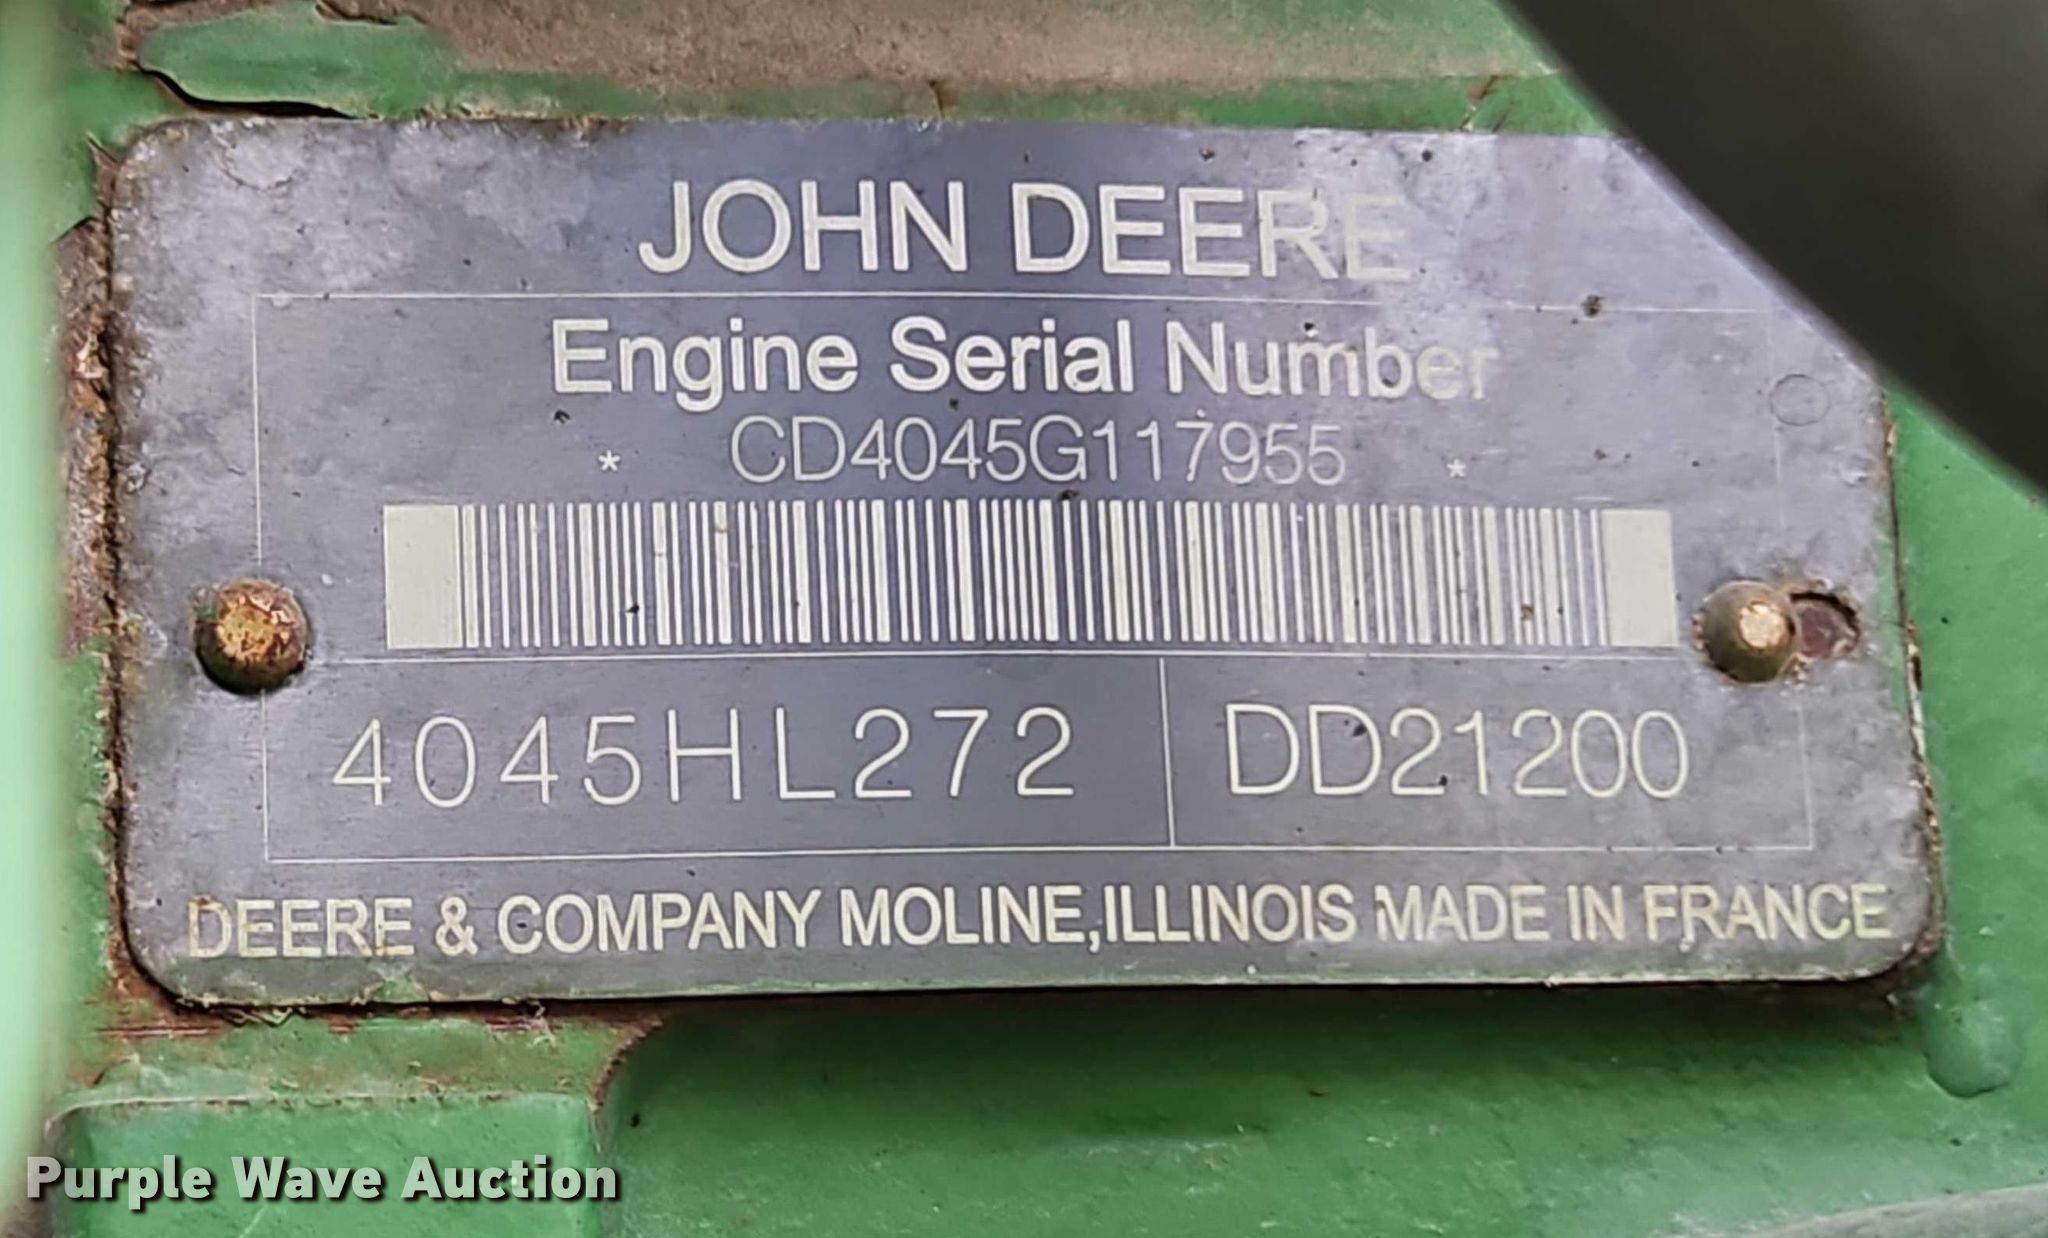 JOHN DEERE
Engine Serial Number
* CD4045G117955 *
4045HL272 DD21200
DEERE & COMPANY MOLINE,ILLINOIS MADE IN FRANCE
Purple Wave Auction